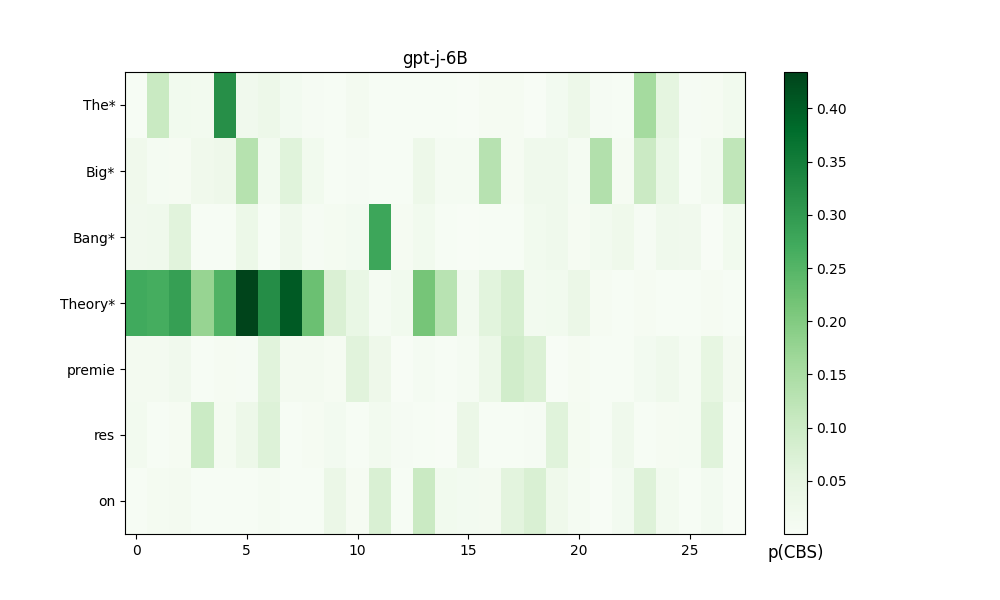 gpt-j-6B
The*
Big*
Bang*
Theory*
premie
res
on
0 5 10 15 20 25
0.40
0.35
0.30
0.25
0.20
0.15
0.10
0.05
p(CBS)